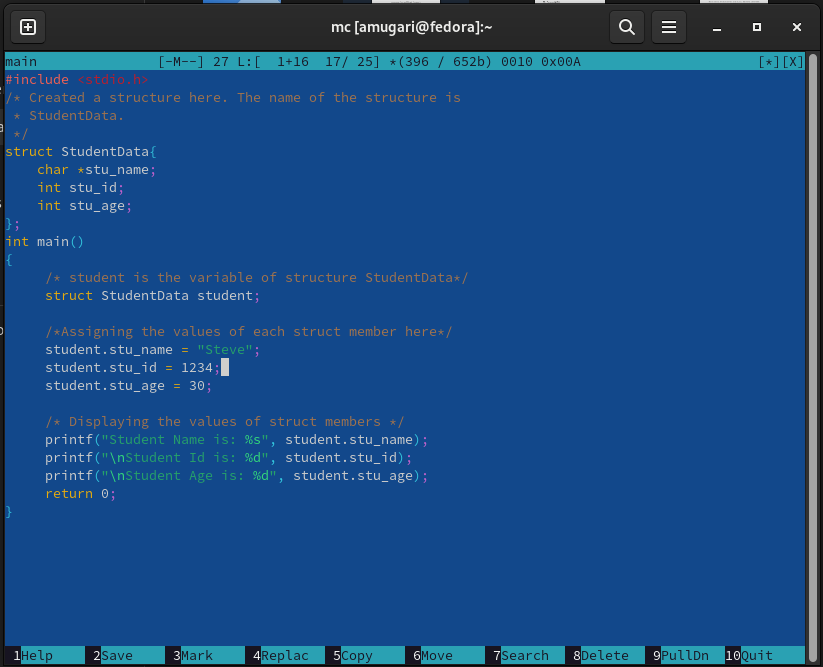 mc [amugari@fedora]:~
main [-M--] 27 L:[ 1+16 17/ 25] *(396 / 652b) 0010 0x00A [*][X]
#include <stdio.h>
/* Created a structure here. The name of the structure is
 * StudentData.
 */
struct StudentData{
    char *stu_name;
    int stu_id;
    int stu_age;
};
int main()
{
     /* student is the variable of structure StudentData*/
     struct StudentData student;

     /*Assigning the values of each struct member here*/
     student.stu_name = "Steve";
     student.stu_id = 1234;
     student.stu_age = 30;

     /* Displaying the values of struct members */
     printf("Student Name is: %s", student.stu_name);
     printf("\nStudent Id is: %d", student.stu_id);
     printf("\nStudent Age is: %d", student.stu_age);
     return 0;
}
1Help 2Save 3Mark 4Replac 5Copy 6Move 7Search 8Delete 9PullDn 10Quit